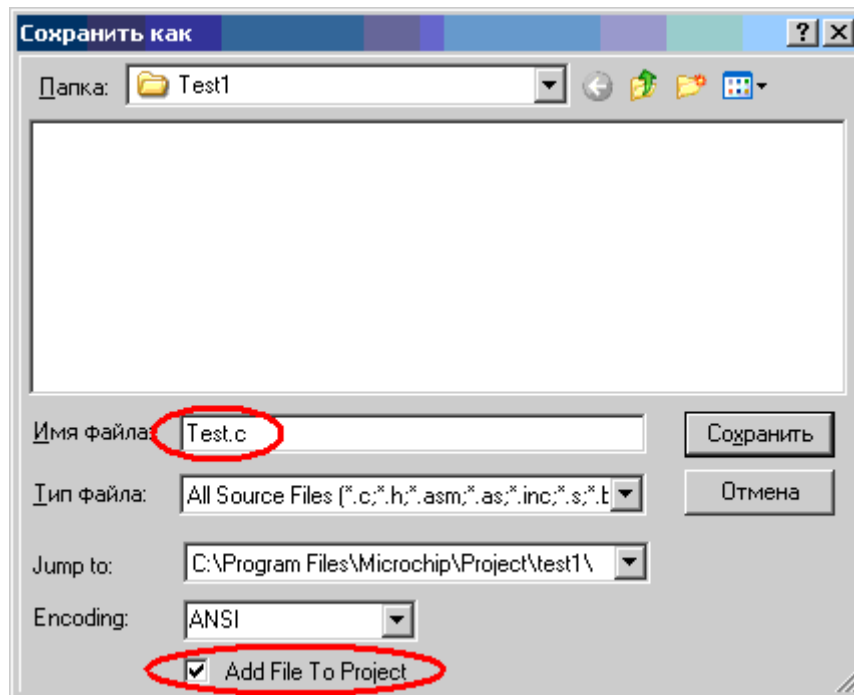 Сохранить как
Папка: Test1
Имя файла: Test.c Сохранить
Тип файла: All Source Files (*.c;*.h;*.asm;*.as;*.inc;*.s;*.b Отмена
Jump to: C:\Program Files\Microchip\Project\test1\
Encoding: ANSI
Add File To Project